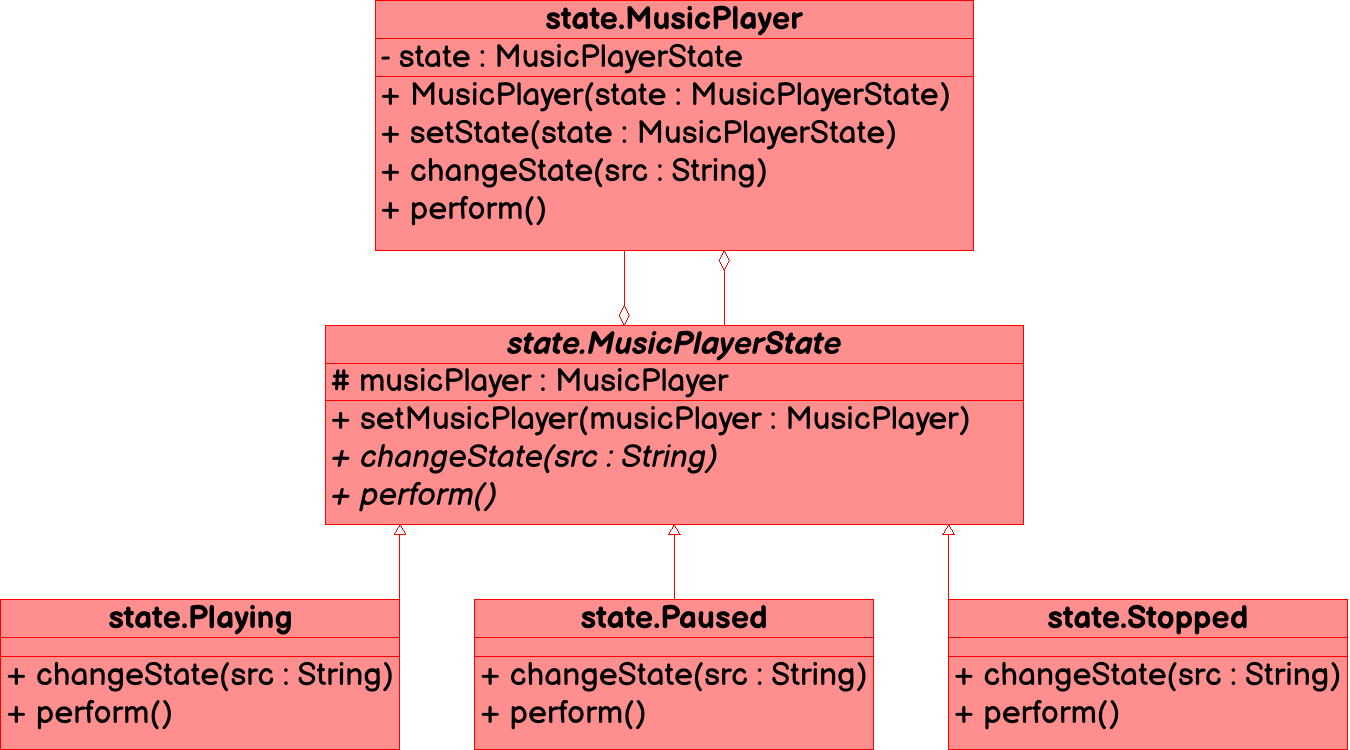 state.MusicPlayer
- state : MusicPlayerState
+ MusicPlayer(state : MusicPlayerState)
+ setState(state : MusicPlayerState)
+ changeState(src : String)
+ perform()
state.MusicPlayerState
# musicPlayer : MusicPlayer
+ setMusicPlayer(musicPlayer : MusicPlayer)
+ changeState(src : String)
+ perform()
state.Playing
+ changeState(src : String)
+ perform()
state.Paused
+ changeState(src : String)
+ perform()
state.Stopped
+ changeState(src : String)
+ perform()